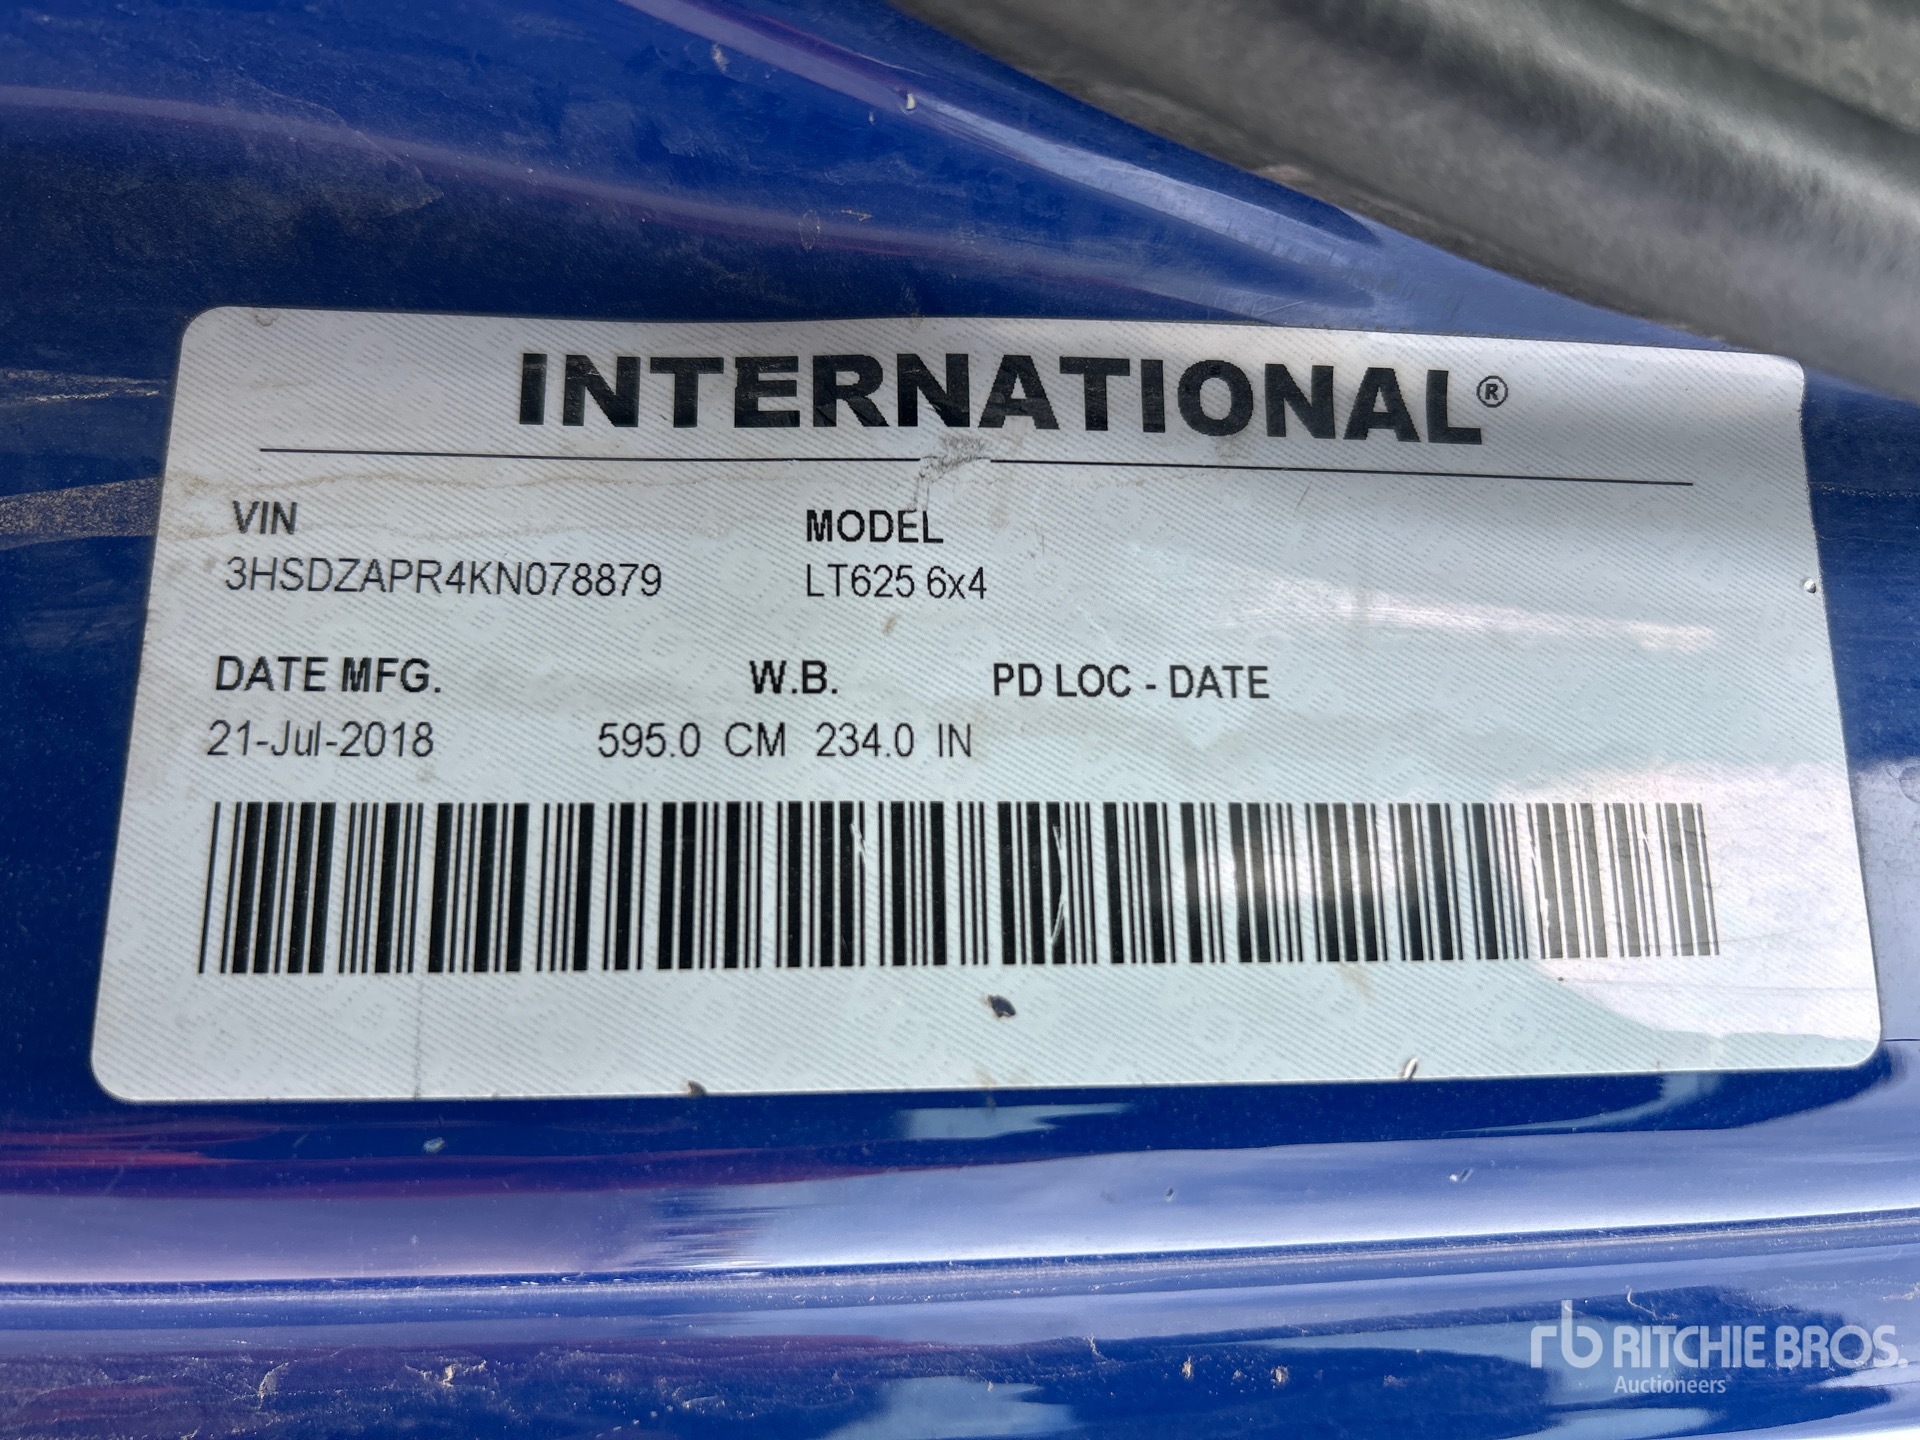 INTERNATIONAL®
VIN
3HSDZAPR4KN078879
MODEL
LT625 6x4
DATE MFG.
21-Jul-2018
W.B.
595.0 CM 234.0 IN
PD LOC - DATE
rb RITCHIE BROS.
Auctioneers